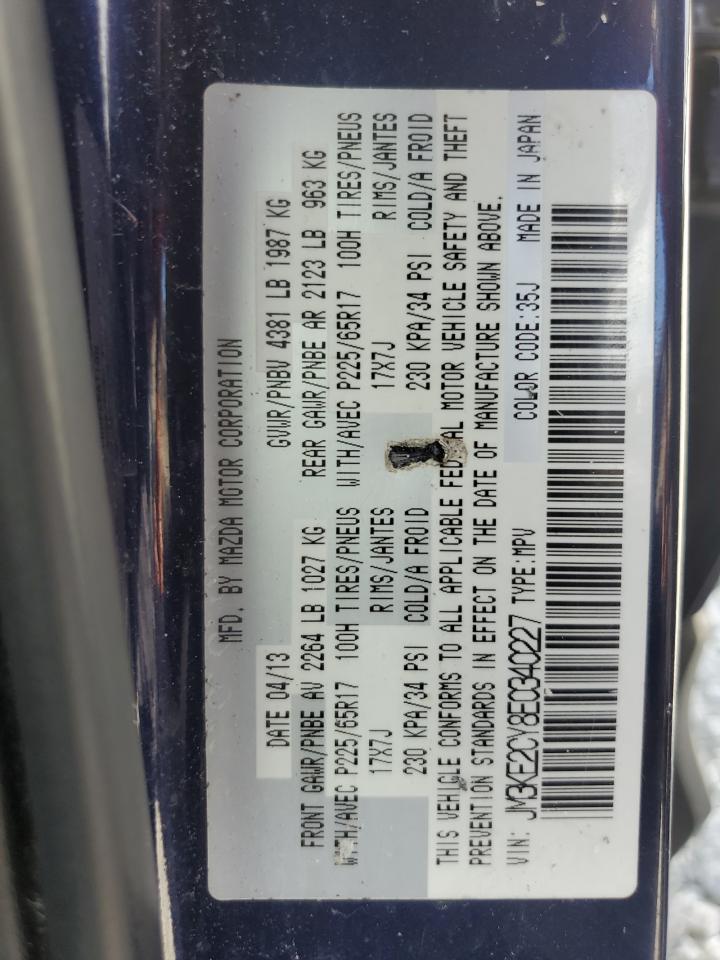 MFD. BY MAZDA MOTOR CORPORATION
DATE 04/13 GVWR/PNBV 4381 LB 1987 KG
FRONT GAWR/PNBE AV 2264 LB 1027 KG REAR GAWR/PNBE AR 2123 LB 963 KG
WITH/AVEC P225/65R17 100H TIRES/PNEUS WITH/AVEC P225/65R17 100H TIRES/PNEUS
17X7J RIMS/JANTES 17X7J RIMS/JANTES
230 KPA/34 PSI COLD/A FROID 230 KPA/34 PSI COLD/A FROID
THIS VEHICLE CONFORMS TO ALL APPLICABLE FEDERAL MOTOR VEHICLE SAFETY AND THEFT
PREVENTION STANDARDS IN EFFECT ON THE DATE OF MANUFACTURE SHOWN ABOVE.
VIN: JM3KE2CY8E0340227 TYPE:MPV COLOR CODE:35J MADE IN JAPAN